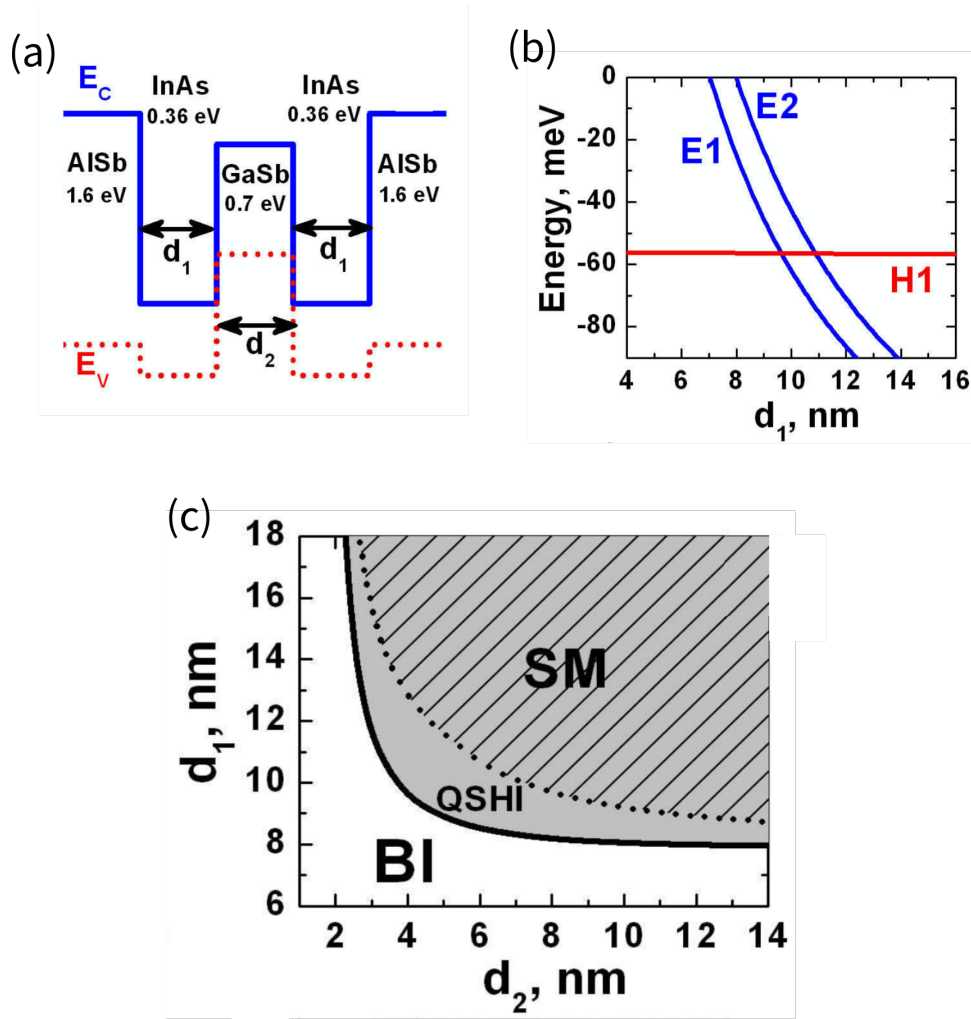 (a)
E_C
InAs
0.36 eV
InAs
0.36 eV
AlSb
1.6 eV
GaSb
0.7 eV
AlSb
1.6 eV
d_1
d_1
d_2
E_V
(b)
Energy, meV
0
-20
-40
-60
-80
E1
E2
H1
4 6 8 10 12 14 16
d_1, nm
(c)
d_1, nm
18
16
14
12
10
8
6
SM
QSHI
BI
2 4 6 8 10 12 14
d_2, nm